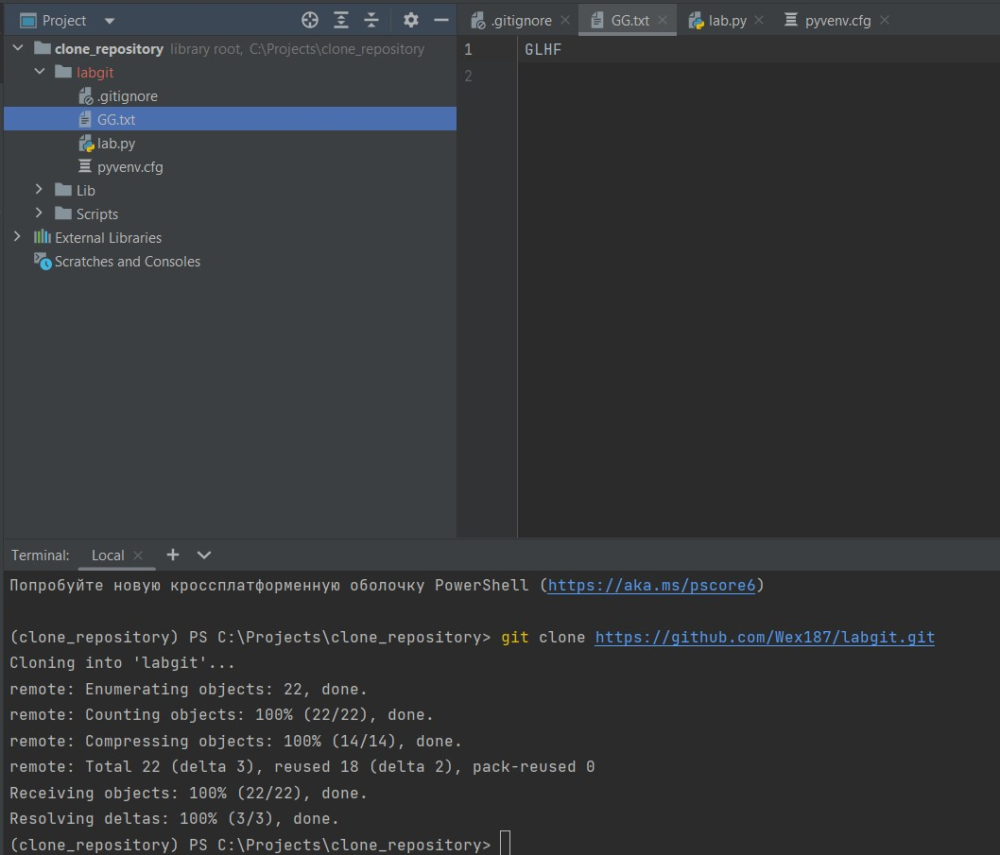 Project
clone_repository library root, C:\Projects\clone_repository
labgit
.gitignore
GG.txt
lab.py
pyvenv.cfg
Lib
Scripts
External Libraries
Scratches and Consoles
.gitignore GG.txt lab.py pyvenv.cfg
1 GLHF
2
Terminal: Local
Попробуйте новую кроссплатформенную оболочку PowerShell (https://aka.ms/pscore6)
(clone_repository) PS C:\Projects\clone_repository> git clone https://github.com/Wex187/labgit.git
Cloning into 'labgit'...
remote: Enumerating objects: 22, done.
remote: Counting objects: 100% (22/22), done.
remote: Compressing objects: 100% (14/14), done.
remote: Total 22 (delta 3), reused 18 (delta 2), pack-reused 0
Receiving objects: 100% (22/22), done.
Resolving deltas: 100% (3/3), done.
(clone_repository) PS C:\Projects\clone_repository>